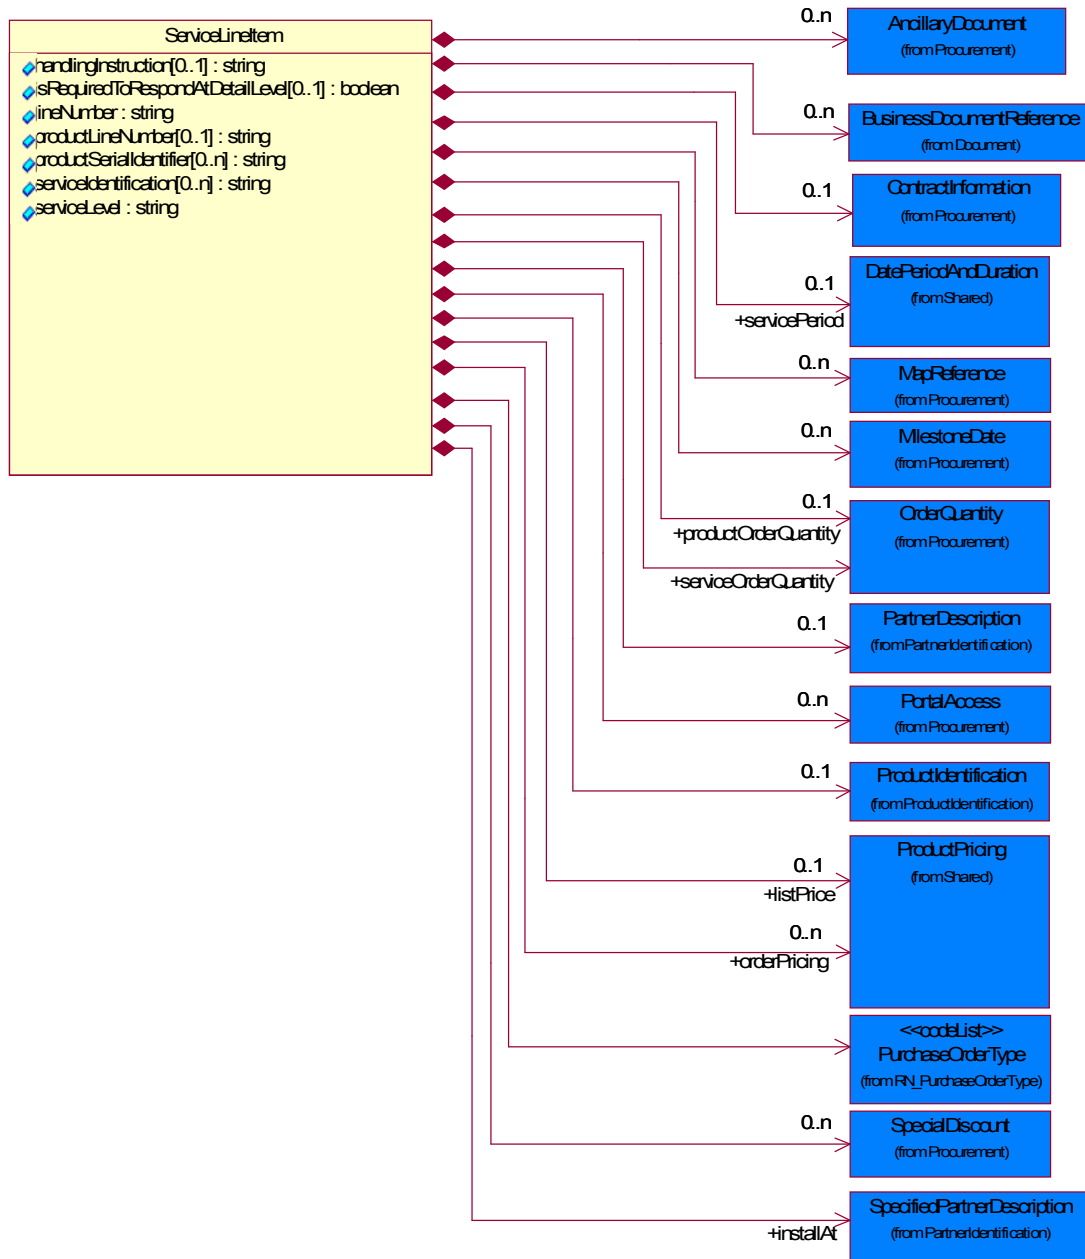 ServiceLineItem
handlingInstruction[0..1] : string
isRequiredToRespondAtDetailLevel[0..1] : boolean
lineNumber : string
productLineNumber[0..1] : string
productSerialIdentifier[0..n] : string
serviceIdentification[0..n] : string
serviceLevel : string
0..n
AncillaryDocument
(from Procurement)
0..n
BusinessDocumentReference
(from Document)
0..1
ContractInformation
(from Procurement)
0..1
+servicePeriod
DatePeriodAndDuration
(from Shared)
0..n
MapReference
(from Procurement)
0..n
MilestoneDate
(from Procurement)
0..1
+productOrderQuantity
+serviceOrderQuantity
OrderQuantity
(from Procurement)
0..1
PartnerDescription
(from PartnerIdentification)
0..n
PortalAccess
(from Procurement)
0..1
ProductIdentification
(from ProductIdentification)
0..1
+listPrice
0..n
+orderPricing
ProductPricing
(from Shared)
<<codeList>>
PurchaseOrderType
(from RN_PurchaseOrderType)
0..n
SpecialDiscount
(from Procurement)
+installAt
SpecifiedPartnerDescription
(from PartnerIdentification)